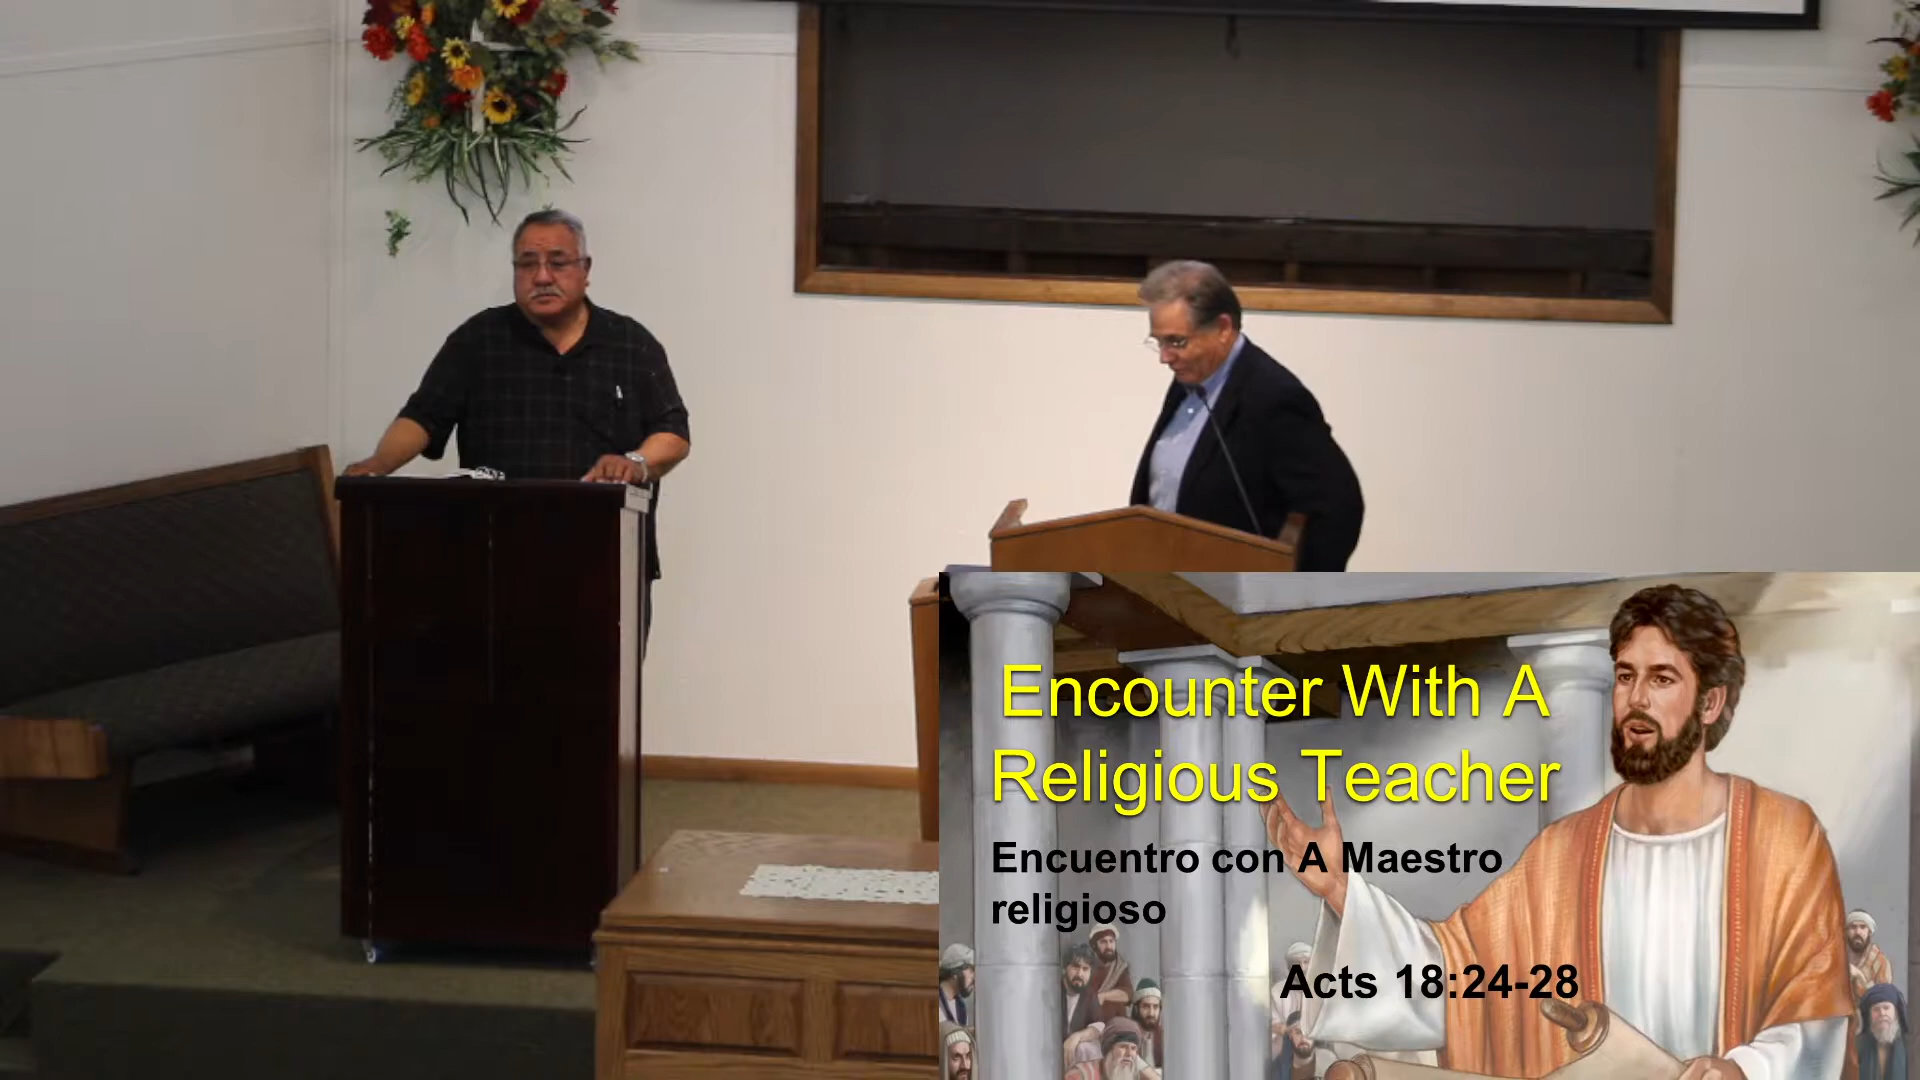 Encounter With A
Religious Teacher
Encuentro con A Maestro
religioso
Acts 18:24-28